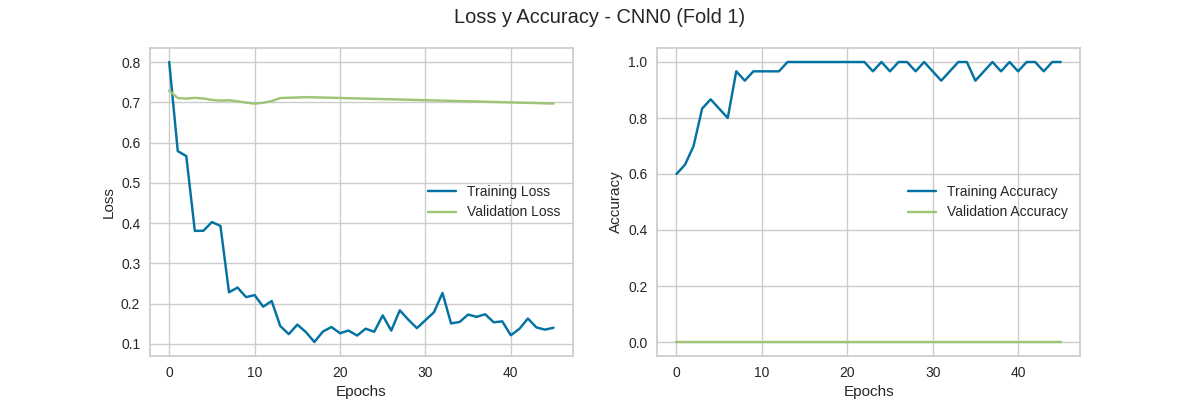 Loss y Accuracy - CNN0 (Fold 1)
0.8
0.7
0.6
0.5
0.4
0.3
0.2
0.1
Loss
Training Loss
Validation Loss
0 10 20 30 40
Epochs
1.0
0.8
0.6
0.4
0.2
0.0
Accuracy
Training Accuracy
Validation Accuracy
0 10 20 30 40
Epochs